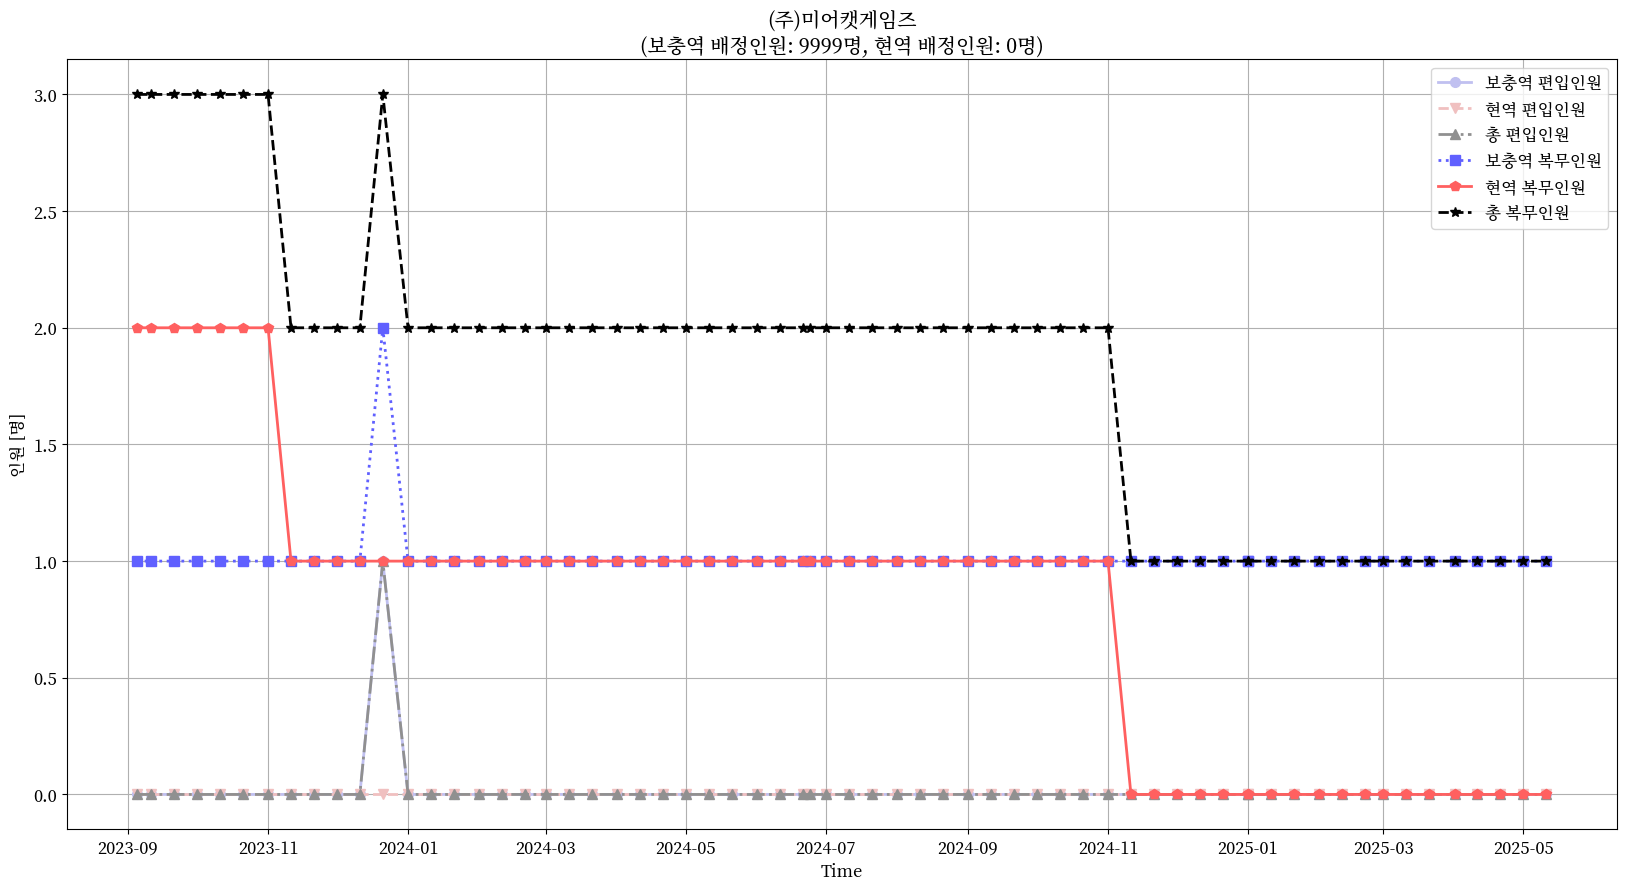 (주)미어캣게임즈
(보충역 배정인원: 9999명, 현역 배정인원: 0명)
보충역 편입인원
현역 편입인원
총 편입인원
보충역 복무인원
현역 복무인원
총 복무인원
인원 [명]
3.0
2.5
2.0
1.5
1.0
0.5
0.0
2023-09
2023-11
2024-01
2024-03
2024-05
2024-07
2024-09
2024-11
2025-01
2025-03
2025-05
Time